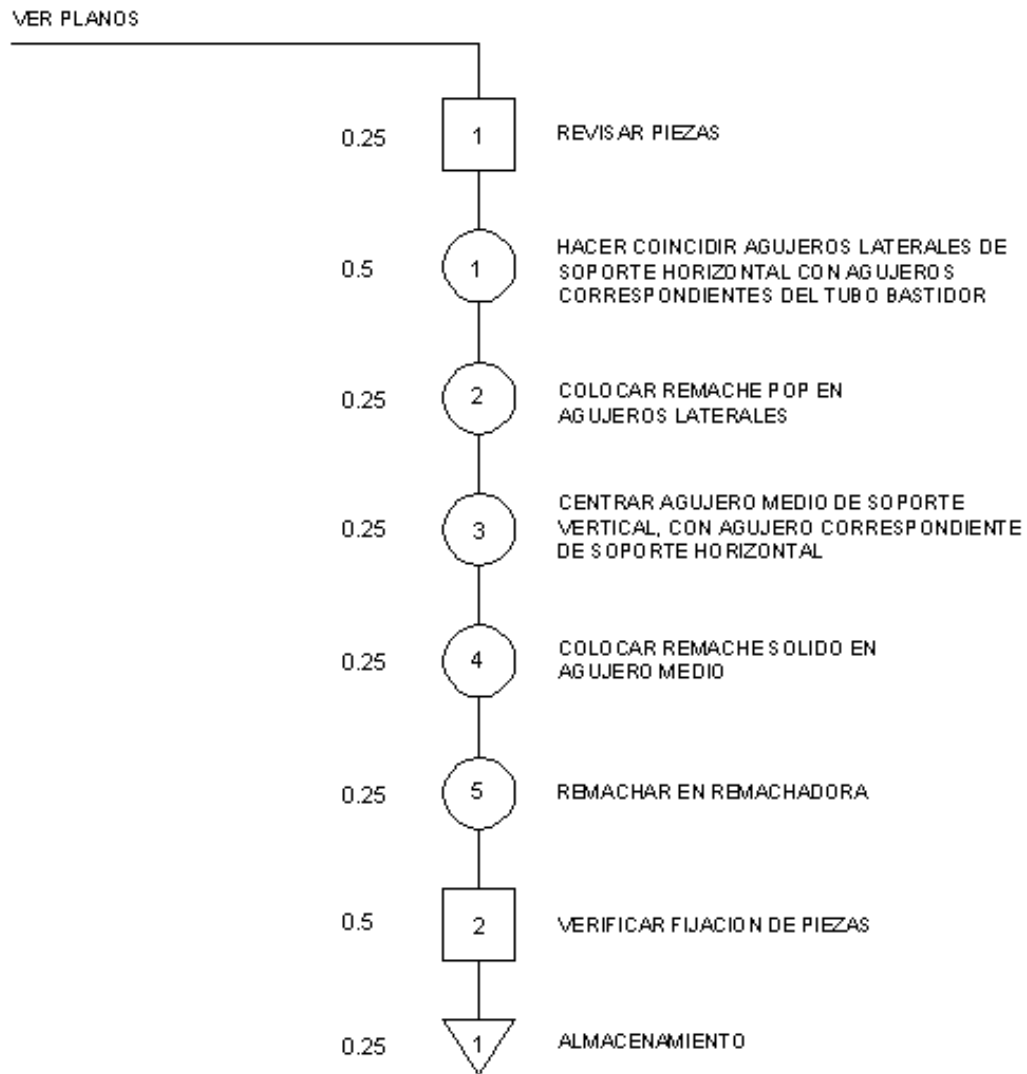 VER PLANOS
0.25 1 REVISAR PIEZAS
HACER COINCIDIR AGUJEROS LATERALES DE
0.5 1 SOPORTE HORIZONTAL CON AGUJEROS
CORRESPONDIENTES DEL TUBO BASTIDOR
0.25 2 COLOCAR REMACHE POP EN
AGUJEROS LATERALES
CENTRAR AGUJERO MEDIO DE SOPORTE
0.25 3 VERTICAL, CON AGUJERO CORRESPONDIENTE
DE SOPORTE HORIZONTAL
0.25 4 COLOCAR REMACHE SOLIDO EN
AGUJERO MEDIO
0.25 5 REMACHAR EN REMACHADORA
0.5 2 VERIFICAR FIJACION DE PIEZAS
0.25 1 ALMACENAMIENTO